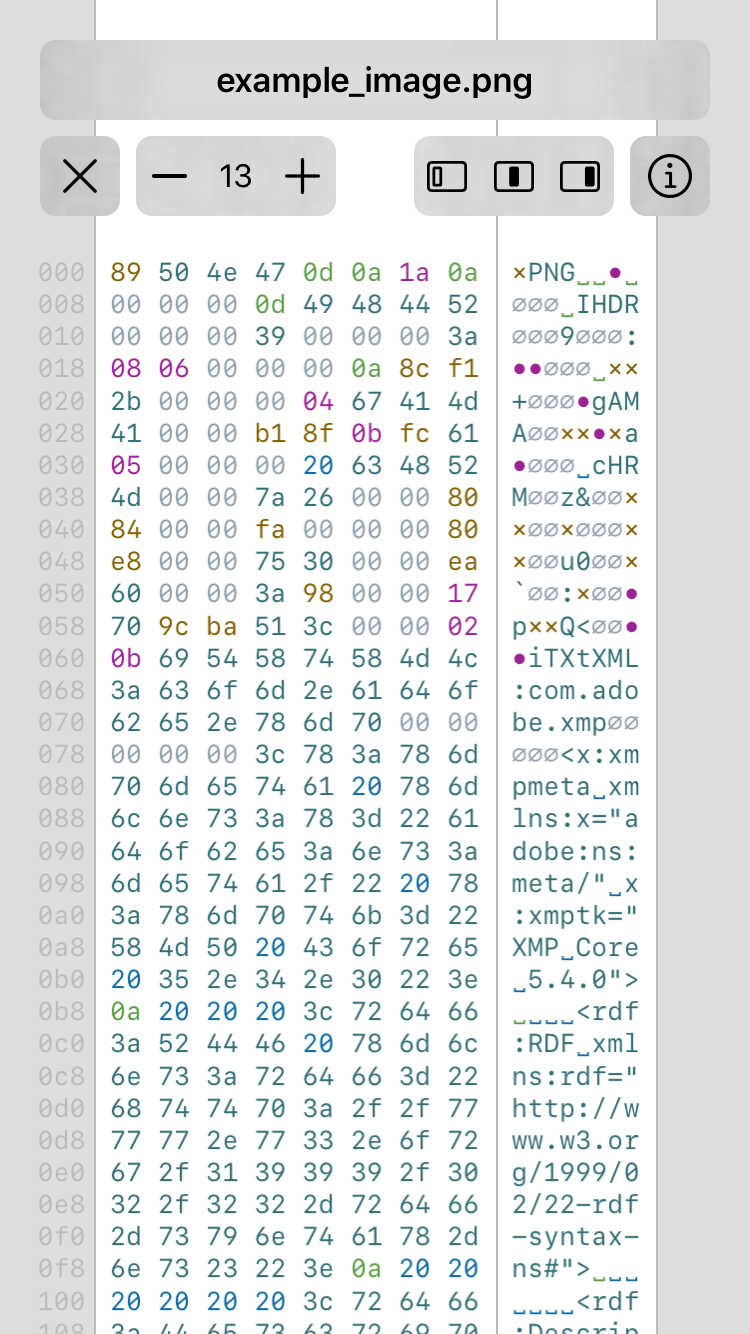 example_image.png
13
000 89 50 4e 47 0d 0a 1a 0a ×PNG␣␣•␣
008 00 00 00 0d 49 48 44 52 ∅∅∅␣IHDR
010 00 00 00 39 00 00 00 3a ∅∅∅9∅∅∅:
018 08 06 00 00 00 0a 8c f1 ••∅∅∅␣××
020 2b 00 00 00 04 67 41 4d +∅∅∅•gAM
028 41 00 00 b1 8f 0b fc 61 A∅∅××•×a
030 05 00 00 00 20 63 48 52 •∅∅∅␣cHR
038 4d 00 00 7a 26 00 00 80 M∅∅z&∅∅×
040 84 00 00 fa 00 00 00 80 ×∅∅×∅∅∅×
048 e8 00 00 75 30 00 00 ea ×∅∅u0∅∅×
050 60 00 00 3a 98 00 00 17 `∅∅:×∅∅•
058 70 9c ba 51 3c 00 00 02 p××Q<∅∅•
060 0b 69 54 58 74 58 4d 4c •iTXtXML
068 3a 63 6f 6d 2e 61 64 6f :com.ado
070 62 65 2e 78 6d 70 00 00 be.xmp∅∅
078 00 00 00 3c 78 3a 78 6d ∅∅∅<x:xm
080 70 6d 65 74 61 20 78 6d pmeta␣xm
088 6c 6e 73 3a 78 3d 22 61 lns:x="a
090 64 6f 62 65 3a 6e 73 3a dobe:ns:
098 6d 65 74 61 2f 22 20 78 meta/"␣x
0a0 3a 78 6d 70 74 6b 3d 22 :xmptk="
0a8 58 4d 50 20 43 6f 72 65 XMP␣Core
0b0 20 35 2e 34 2e 30 22 3e ␣5.4.0">
0b8 0a 20 20 20 3c 72 64 66 ␣␣␣␣<rdf
0c0 3a 52 44 46 20 78 6d 6c :RDF␣xml
0c8 6e 73 3a 72 64 66 3d 22 ns:rdf="
0d0 68 74 74 70 3a 2f 2f 77 http://w
0d8 77 77 2e 77 33 2e 6f 72 ww.w3.or
0e0 67 2f 31 39 39 39 2f 30 g/1999/0
0e8 32 2f 32 32 2d 72 64 66 2/22-rdf
0f0 2d 73 79 6e 74 61 78 2d -syntax-
0f8 6e 73 23 22 3e 0a 20 20 ns#">␣␣␣
100 20 20 20 20 3c 72 64 66 ␣␣␣␣<rdf
108 3a 44 65 73 63 72 69 70 :Descrip